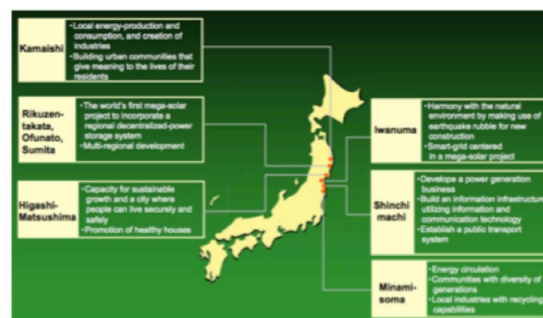 Kamaishi
•Local energy-production and
consumption, and creation of
industries
•Building urban communities that
give meaning to the lives of their
residents
Rikuzen-
takata,
Ofunato,
Sumita
•The world's first mega-solar
project to incorporate a
regional decentralized-power
storage system
•Multi-regional development
Higashi-
Matsushima
•Capacity for sustainable
growth and a city where
people can live securely and
safely
•Promotion of healthy houses
Iwanuma
•Harmony with the natural
environment by making use of
earthquake rubble for new
construction
•Smart-grid centered
in a mega-solar project
Shinchi
machi
•Develope a power generation
business
•Build an information infrastructure
utilizing information and
communication technology
•Establish a public transport
system
Minami-
soma
•Energy circulation
•Communities with diversity of
generations
•Local industries with recycling
capabilities